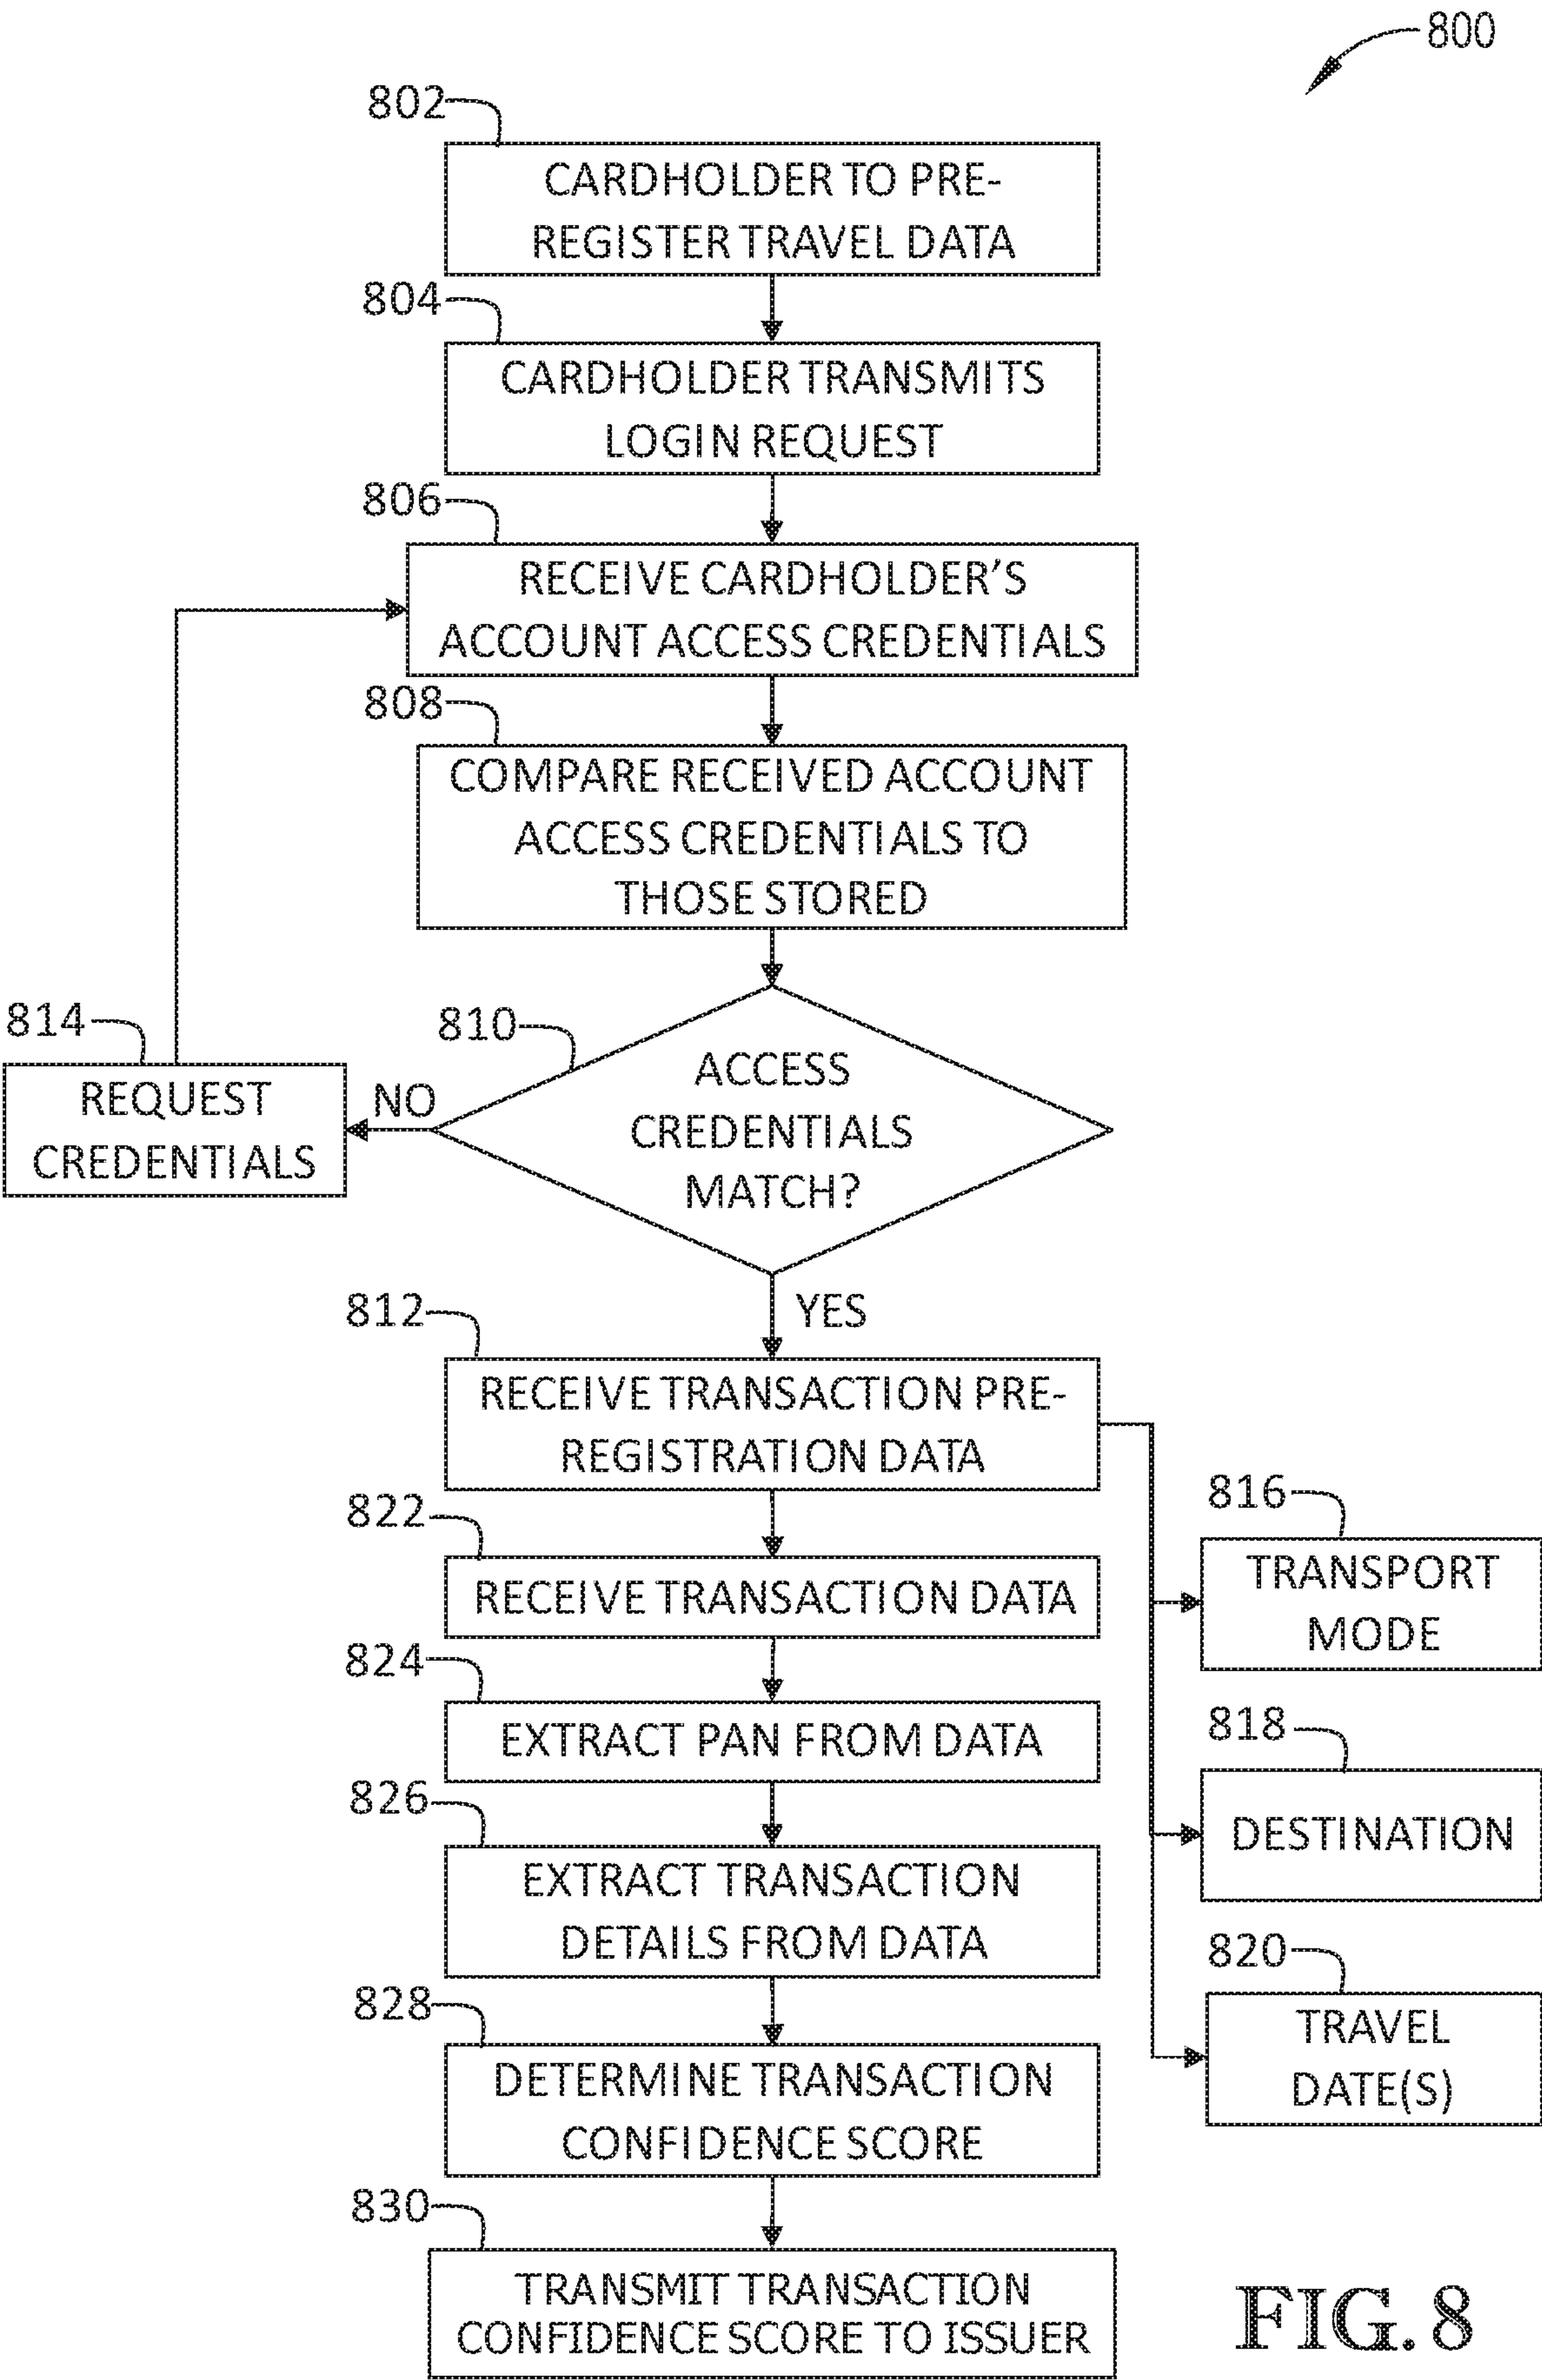 800
802
CARDHOLDER TO PRE-
REGISTER TRAVEL DATA
804
CARDHOLDER TRANSMITS
LOGIN REQUEST
806
RECEIVE CARDHOLDER'S
ACCOUNT ACCESS CREDENTIALS
808
COMPARE RECEIVED ACCOUNT
ACCESS CREDENTIALS TO
THOSE STORED
810
ACCESS
CREDENTIALS
MATCH?
NO
814
REQUEST
CREDENTIALS
YES
812
RECEIVE TRANSACTION PRE-
REGISTRATION DATA
816
TRANSPORT
MODE
818
DESTINATION
820
TRAVEL
DATE(S)
822
RECEIVE TRANSACTION DATA
824
EXTRACT PAN FROM DATA
826
EXTRACT TRANSACTION
DETAILS FROM DATA
828
DETERMINE TRANSACTION
CONFIDENCE SCORE
830
TRANSMIT TRANSACTION
CONFIDENCE SCORE TO ISSUER
FIG. 8